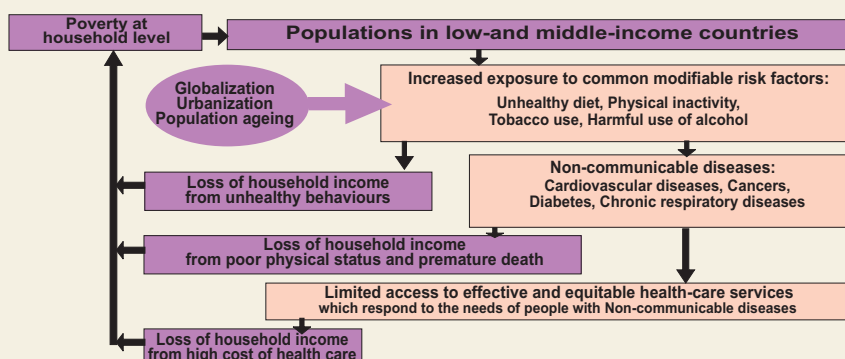 Poverty at
household level
Populations in low-and middle-income countries
Increased exposure to common modifiable risk factors:
Unhealthy diet, Physical inactivity,
Tobacco use, Harmful use of alcohol
Globalization
Urbanization
Population ageing
Non-communicable diseases:
Cardiovascular diseases, Cancers,
Diabetes, Chronic respiratory diseases
Loss of household income
from unhealthy behaviours
Loss of household income
from poor physical status and premature death
Limited access to effective and equitable health-care services
which respond to the needs of people with Non-communicable diseases
Loss of household income
from high cost of health care